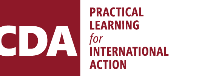 CDA
PRACTICAL
LEARNING
for
INTERNATIONAL
ACTION